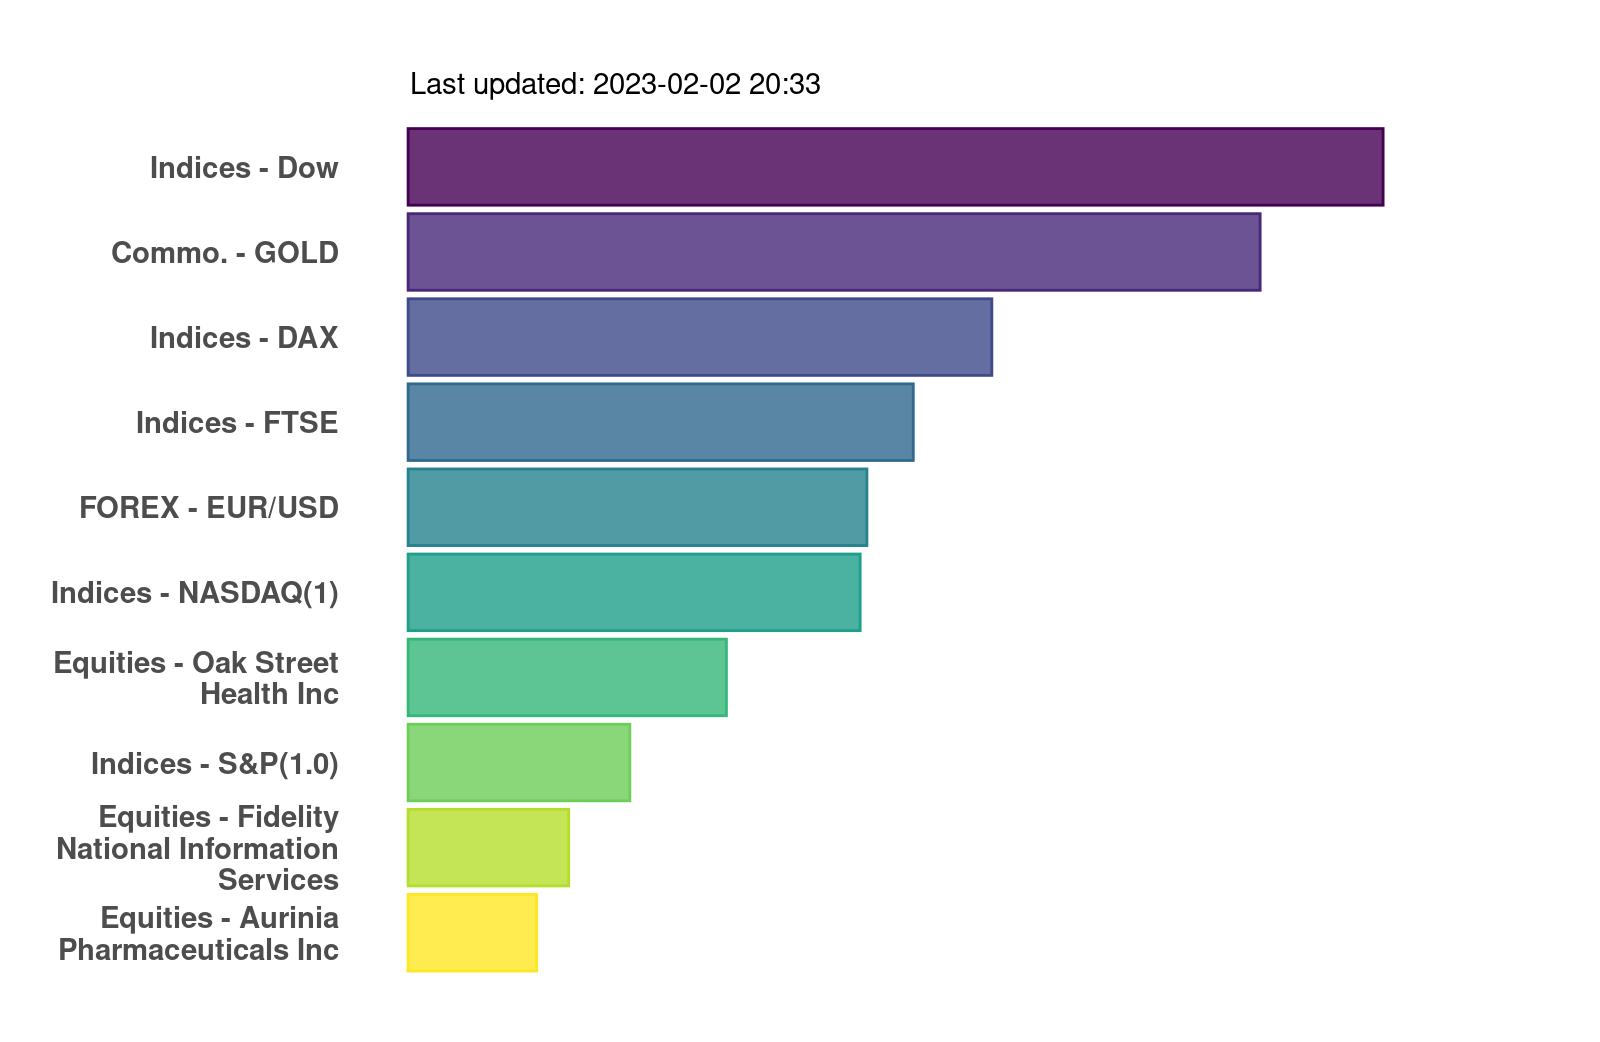 Last updated: 2023-02-02 20:33
Indices - Dow
Commo. - GOLD
Indices - DAX
Indices - FTSE
FOREX - EUR/USD
Indices - NASDAQ(1)
Equities - Oak Street
Health Inc
Indices - S&P(1.0)
Equities - Fidelity
National Information
Services
Equities - Aurinia
Pharmaceuticals Inc